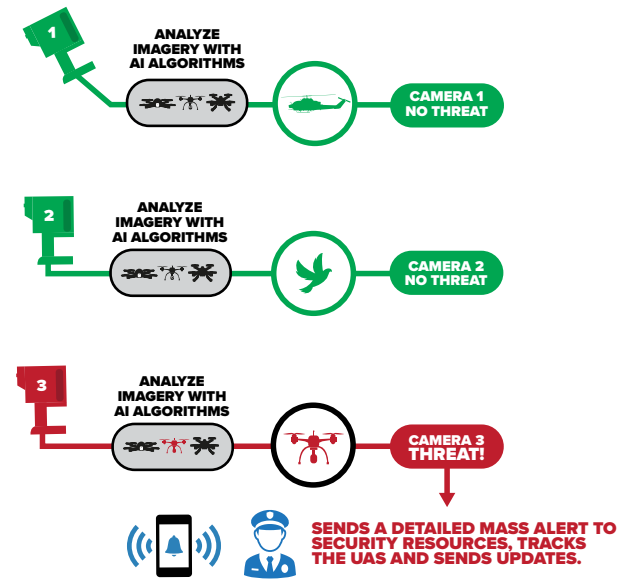 1
ANALYZE
IMAGERY WITH
AI ALGORITHMS
CAMERA 1
NO THREAT
2
ANALYZE
IMAGERY WITH
AI ALGORITHMS
CAMERA 2
NO THREAT
3
ANALYZE
IMAGERY WITH
AI ALGORITHMS
CAMERA 3
THREAT!
SENDS A DETAILED MASS ALERT TO
SECURITY RESOURCES, TRACKS
THE UAS AND SENDS UPDATES.